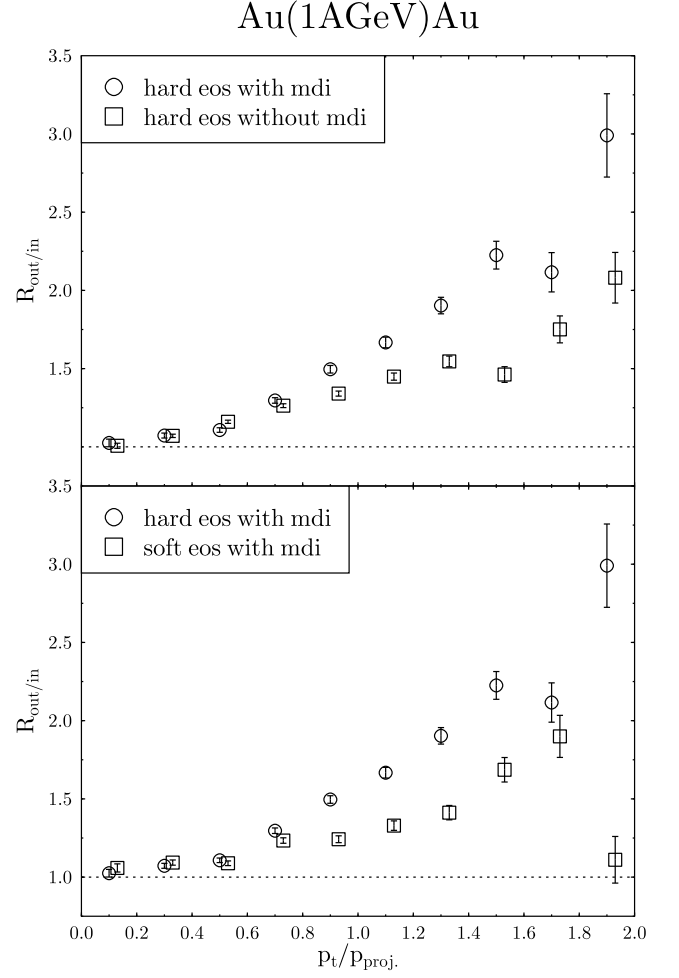 Au(1AGeV)Au
3.5
hard eos with mdi
hard eos without mdi
3.0
2.5
R_out/in
2.0
1.5
3.5
hard eos with mdi
soft eos with mdi
3.0
2.5
R_out/in
2.0
1.5
1.0
0.0 0.2 0.4 0.6 0.8 1.0 1.2 1.4 1.6 1.8 2.0
p_t/p_proj.